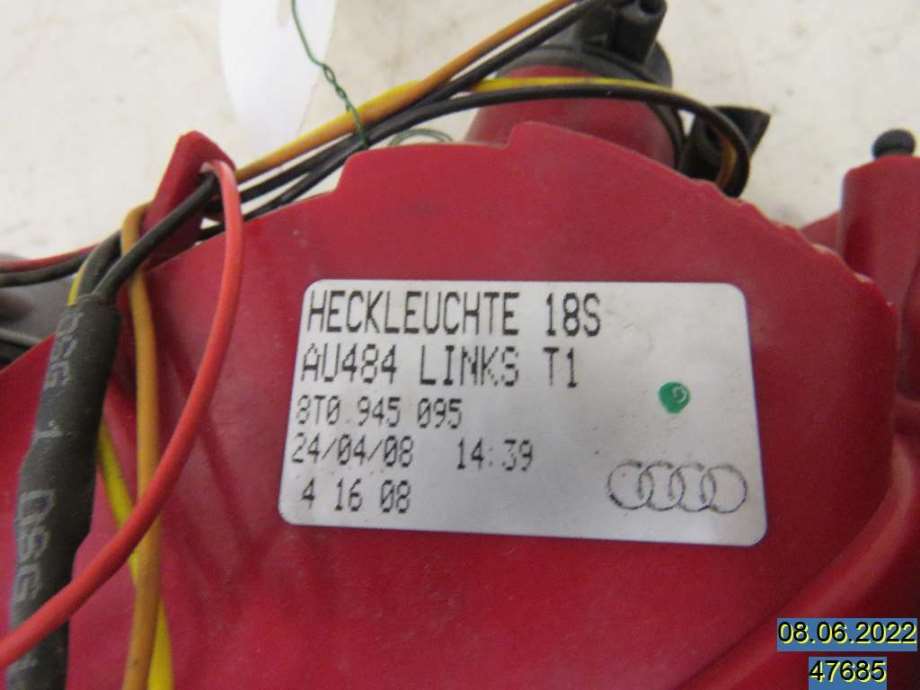 HECKLEUCHTE 18S
AU484 LINKS T1
8T0 945 095
24/04/08 14:39
4 16 08
08.06.2022
47685